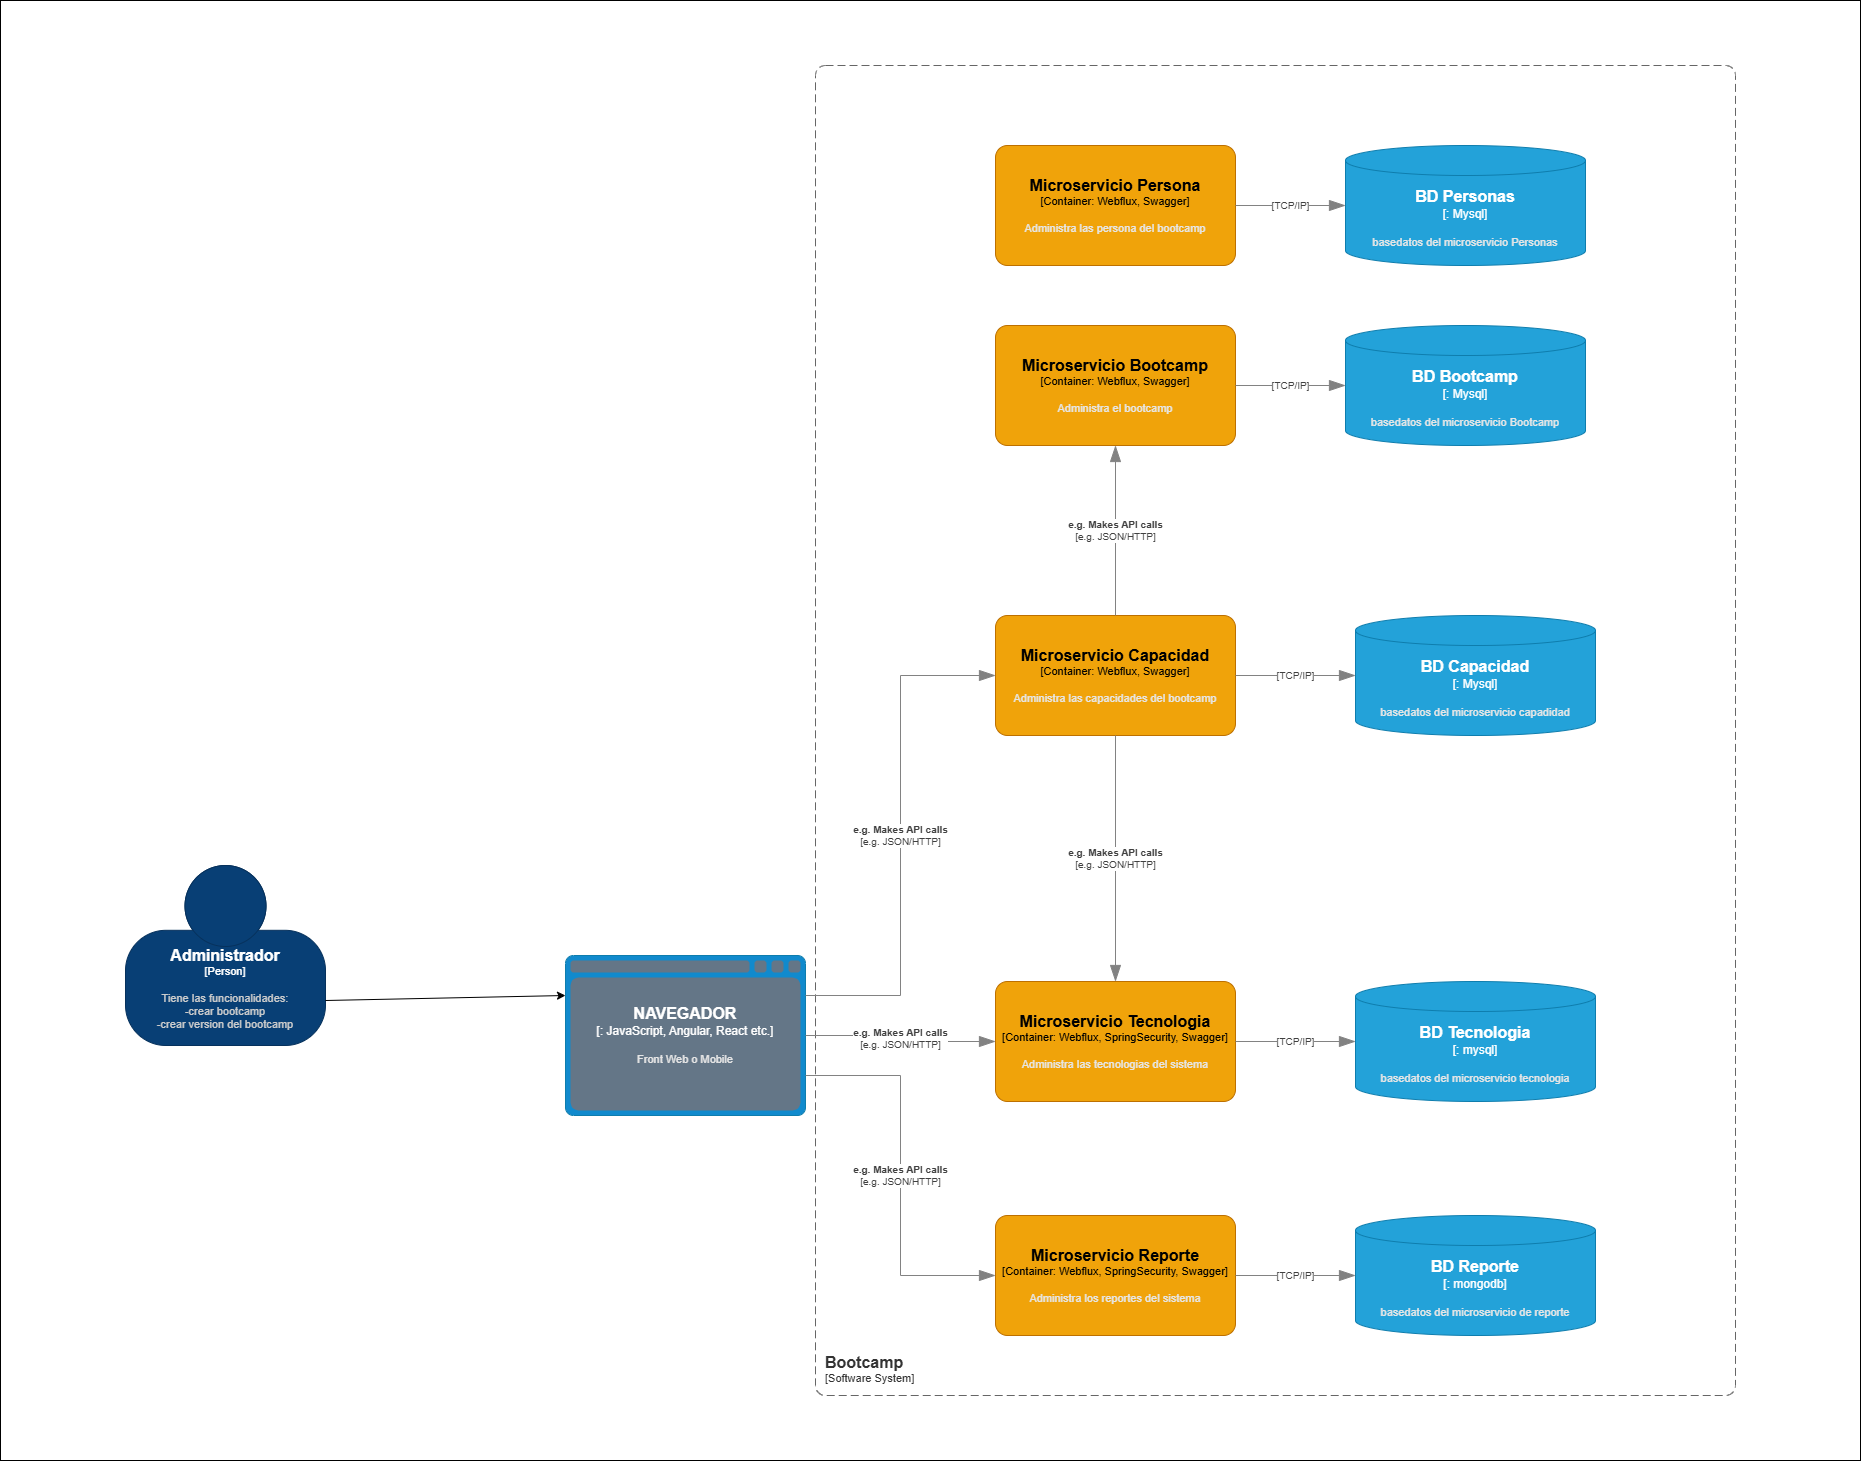 Microservicio Persona
[Container: Webflux, Swagger]
Administra las persona del bootcamp
[TCP/IP]
BD Personas
[: Mysql]
basedatos del microservicio Personas
Microservicio Bootcamp
[Container: Webflux, Swagger]
Administra el bootcamp
[TCP/IP]
BD Bootcamp
[: Mysql]
basedatos del microservicio Bootcamp
e.g. Makes API calls
[e.g. JSON/HTTP]
Microservicio Capacidad
[Container: Webflux, Swagger]
Administra las capacidades del bootcamp
[TCP/IP]
BD Capacidad
[: Mysql]
basedatos del microservicio capadidad
e.g. Makes API calls
[e.g. JSON/HTTP]
e.g. Makes API calls
[e.g. JSON/HTTP]
Administrador
[Person]
Tiene las funcionalidades:
-crear bootcamp
-crear version del bootcamp
NAVEGADOR
[: JavaScript, Angular, React etc.]
Front Web o Mobile
e.g. Makes API calls
[e.g. JSON/HTTP]
Microservicio Tecnologia
[Container: Webflux, SpringSecurity, Swagger]
Administra las tecnologias del sistema
[TCP/IP]
BD Tecnologia
[: mysql]
basedatos del microservicio tecnologia
e.g. Makes API calls
[e.g. JSON/HTTP]
Microservicio Reporte
[Container: Webflux, SpringSecurity, Swagger]
Administra los reportes del sistema
[TCP/IP]
BD Reporte
[: mongodb]
basedatos del microservicio de reporte
Bootcamp
[Software System]